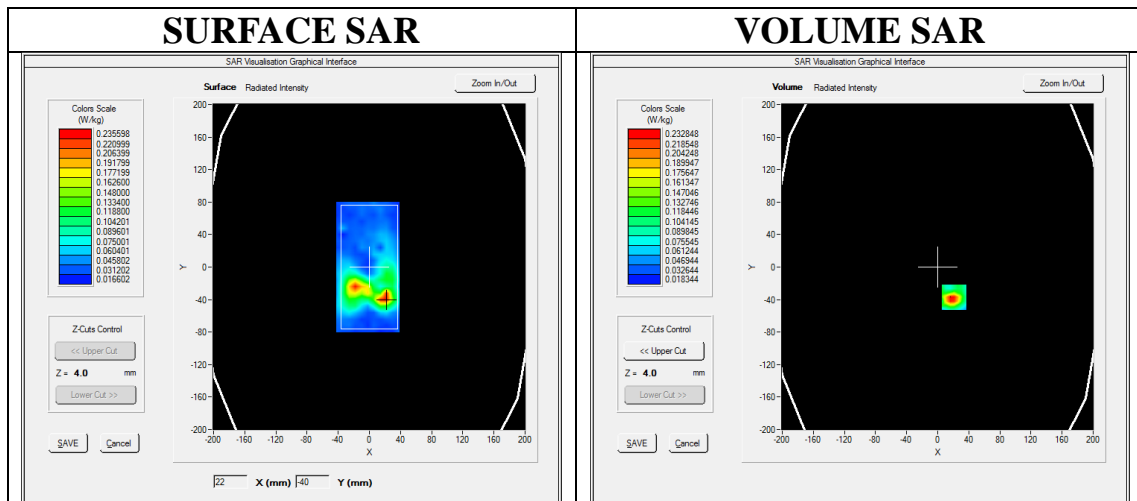 SURFACE SAR
SAR Visualisation Graphical Interface
Surface Radiated Intensity
Zoom In/Out
Colors Scale
(W/kg)
0.235598
0.220999
0.206399
0.191799
0.177199
0.162600
0.148000
0.133400
0.118800
0.104201
0.089601
0.075001
0.060401
0.045802
0.031202
0.016602
Z-Cuts Control
<< Upper Cut
Z = 4.0 mm
Lower Cut >>
SAVE Cancel
200
160
120
80
40
0
-40
-80
-120
-160
-200
Y
-200 -160 -120 -80 -40 0 40 80 120 160 200
X
22 X (mm) -40 Y (mm)
VOLUME SAR
SAR Visualisation Graphical Interface
Volume Radiated Intensity
Zoom In/Out
Colors Scale
(W/kg)
0.232848
0.218548
0.204248
0.189947
0.175647
0.161347
0.147046
0.132746
0.118446
0.104145
0.089845
0.075545
0.061244
0.046944
0.032644
0.018344
Z-Cuts Control
<< Upper Cut
Z = 4.0 mm
Lower Cut >>
SAVE Cancel
200
160
120
80
40
0
-40
-80
-120
-160
-200
Y
-200 -160 -120 -80 -40 0 40 80 120 160 200
X